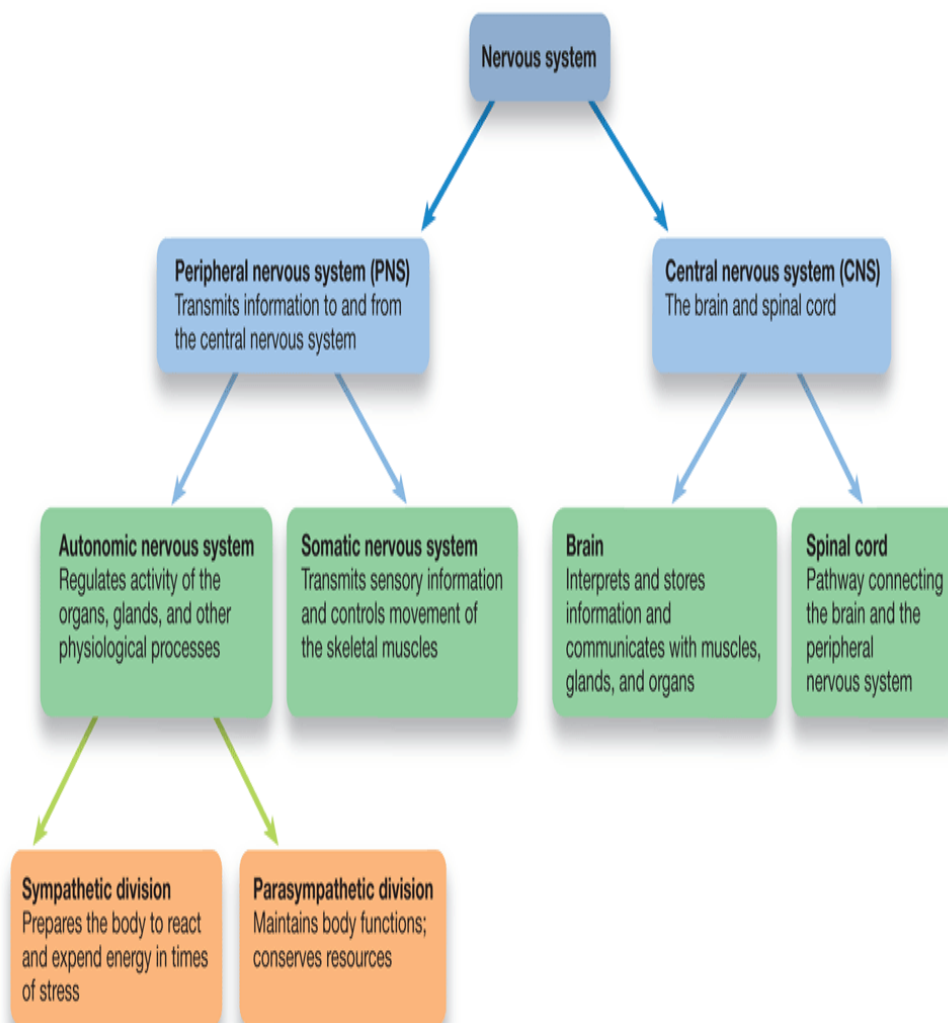 Nervous system
Peripheral nervous system (PNS)
Transmits information to and from
the central nervous system
Central nervous system (CNS)
The brain and spinal cord
Autonomic nervous system
Regulates activity of the
organs, glands, and other
physiological processes
Somatic nervous system
Transmits sensory information
and controls movement of
the skeletal muscles
Brain
Interprets and stores
information and
communicates with muscles,
glands, and organs
Spinal cord
Pathway connecting
the brain and the
peripheral
nervous system
Sympathetic division
Prepares the body to react
and expend energy in times
of stress
Parasympathetic division
Maintains body functions;
conserves resources